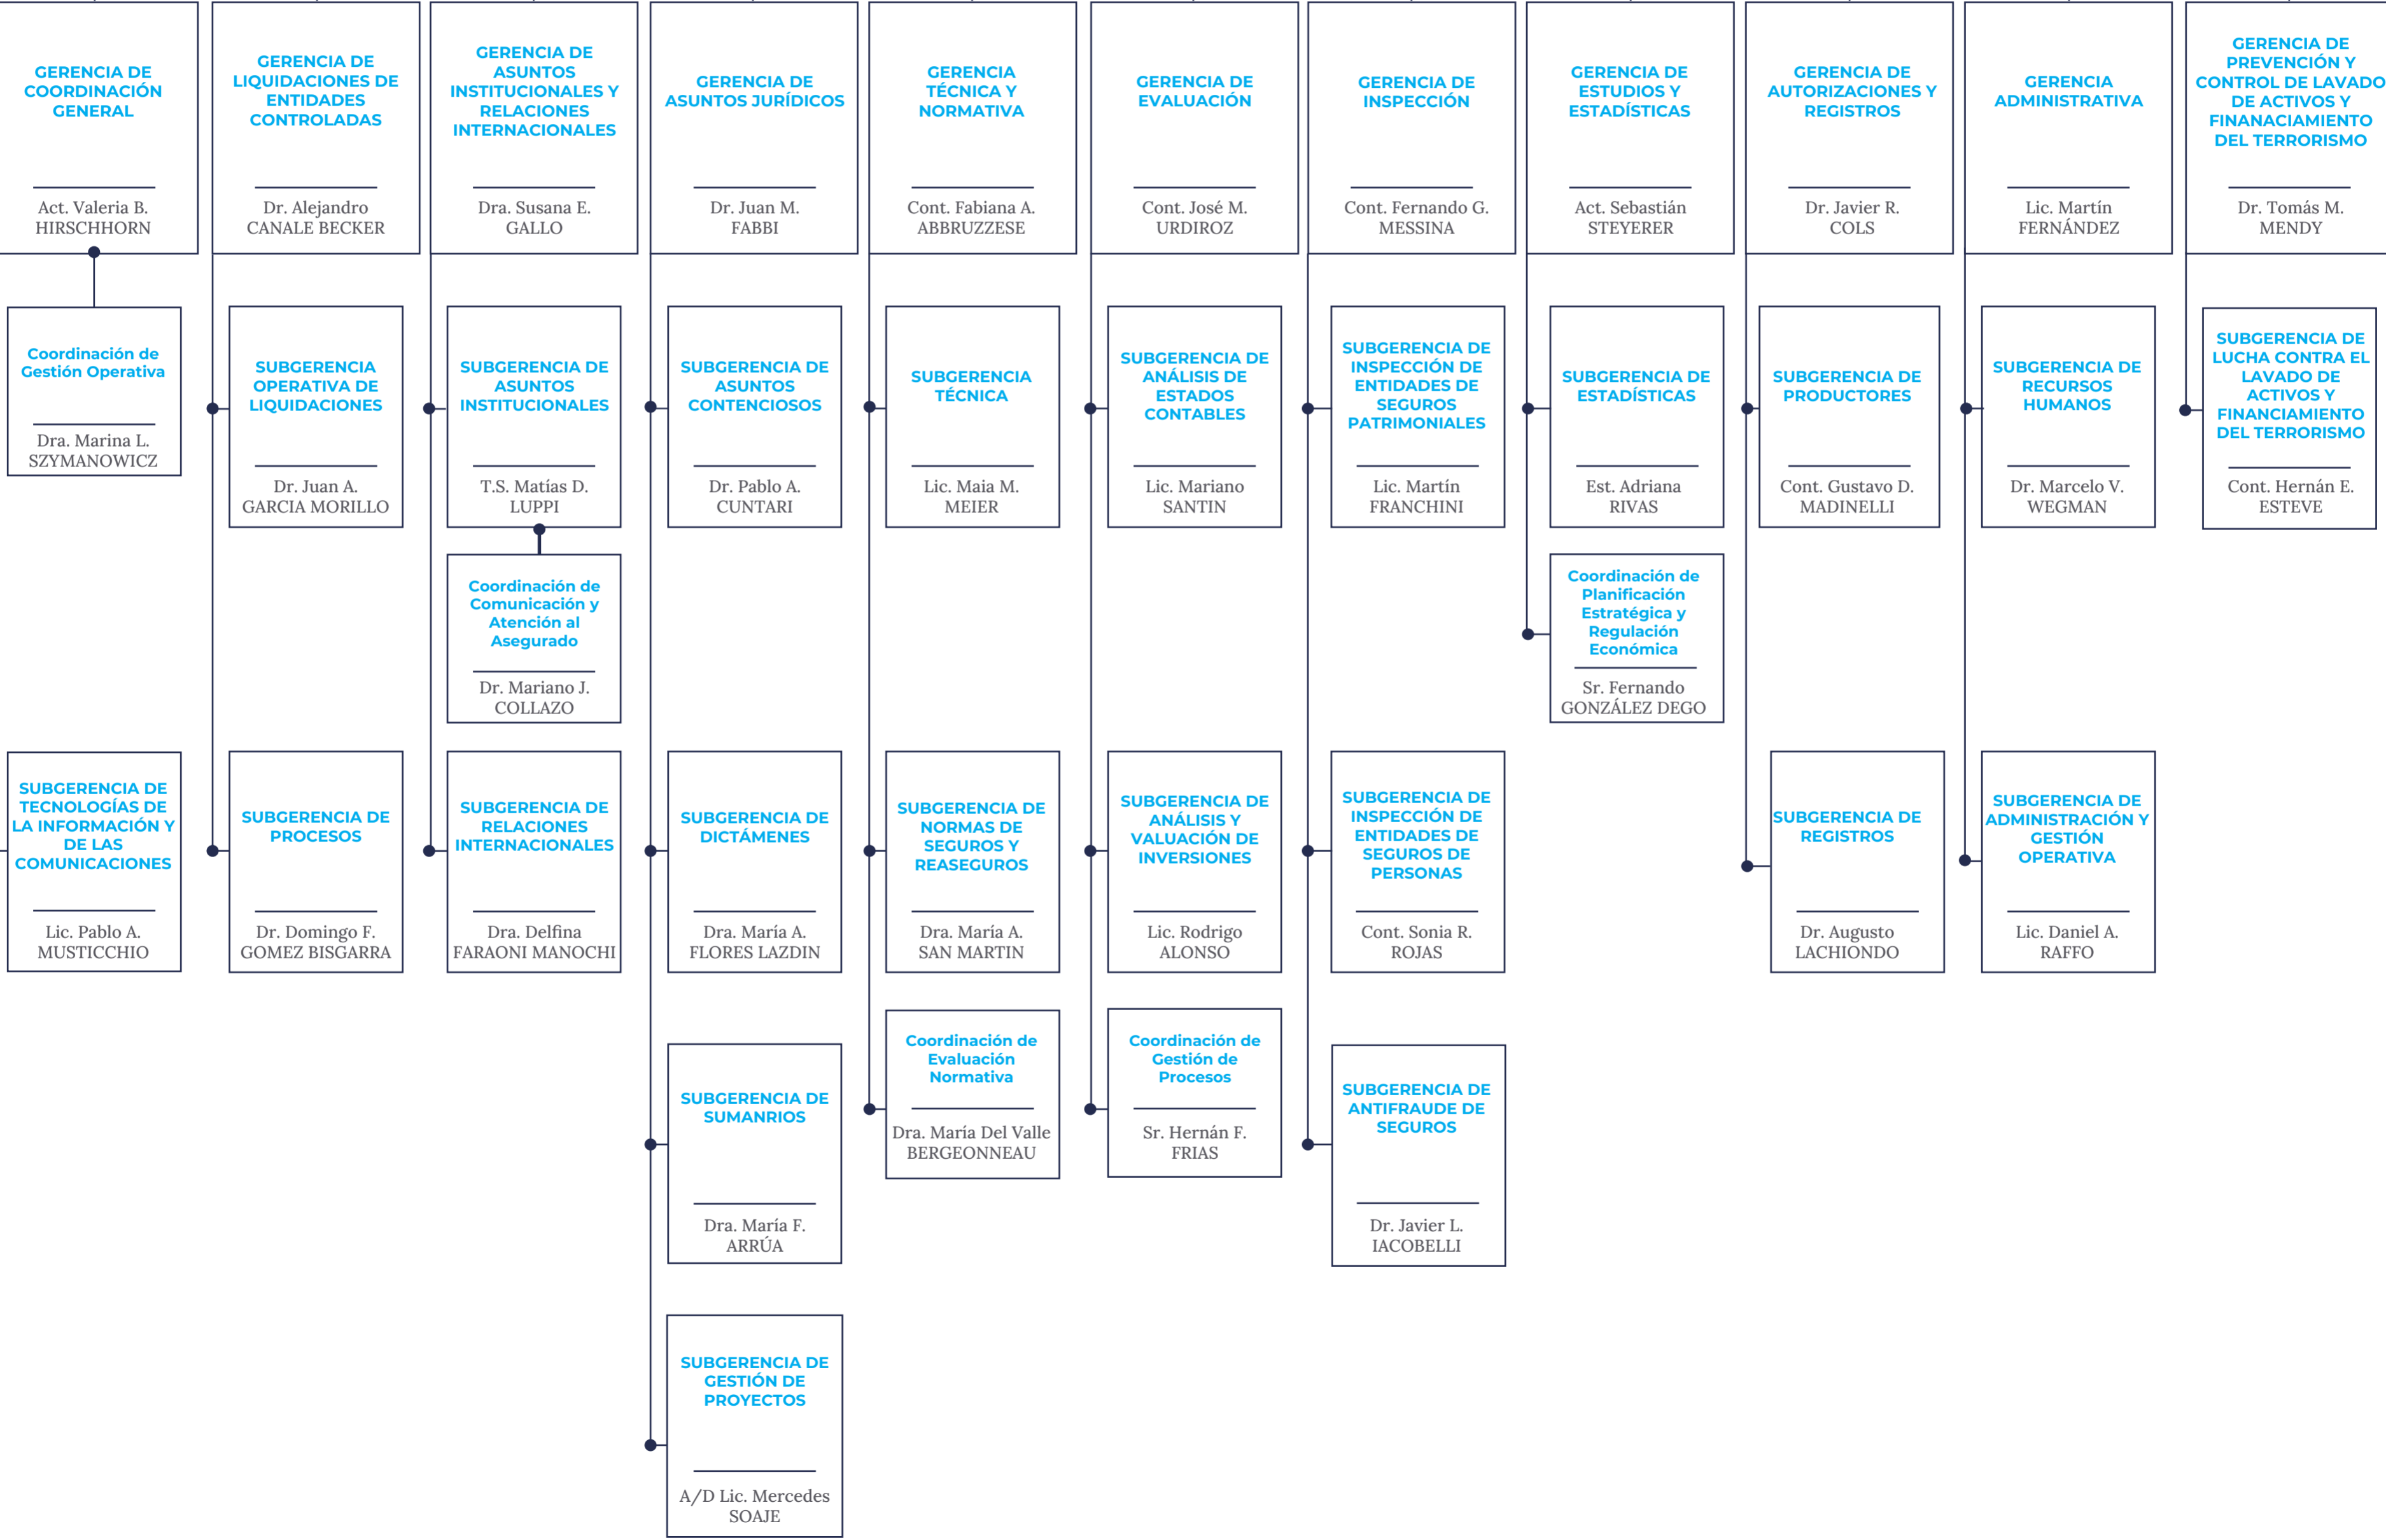 GERENCIA DE
COORDINACIÓN
GENERAL
Act. Valeria B.
HIRSCHHORN
GERENCIA DE
LIQUIDACIONES DE
ENTIDADES
CONTROLADAS
Dr. Alejandro
CANALE BECKER
GERENCIA DE
ASUNTOS
INSTITUCIONALES Y
RELACIONES
INTERNACIONALES
Dra. Susana E.
GALLO
GERENCIA DE
ASUNTOS JURÍDICOS
Dr. Juan M.
FABBI
GERENCIA
TÉCNICA Y
NORMATIVA
Cont. Fabiana A.
ABBRUZZESE
GERENCIA DE
EVALUACIÓN
Cont. José M.
URDIROZ
GERENCIA DE
INSPECCIÓN
Cont. Fernando G.
MESSINA
GERENCIA DE
ESTUDIOS Y
ESTADÍSTICAS
Act. Sebastián
STEYERER
GERENCIA DE
AUTORIZACIONES Y
REGISTROS
Dr. Javier R.
COLS
GERENCIA
ADMINISTRATIVA
Lic. Martín
FERNÁNDEZ
GERENCIA DE
PREVENCIÓN Y
CONTROL DE LAVADO
DE ACTIVOS Y
FINANACIAMIENTO
DEL TERRORISMO
Dr. Tomás M.
MENDY
Coordinación de
Gestión Operativa
Dra. Marina L.
SZYMANOWICZ
SUBGERENCIA
OPERATIVA DE
LIQUIDACIONES
Dr. Juan A.
GARCIA MORILLO
SUBGERENCIA DE
ASUNTOS
INSTITUCIONALES
T.S. Matías D.
LUPPI
SUBGERENCIA DE
ASUNTOS
CONTENCIOSOS
Dr. Pablo A.
CUNTARI
SUBGERENCIA
TÉCNICA
Lic. Maia M.
MEIER
SUBGERENCIA DE
ANÁLISIS DE
ESTADOS
CONTABLES
Lic. Mariano
SANTIN
SUBGERENCIA DE
INSPECCIÓN DE
ENTIDADES DE
SEGUROS
PATRIMONIALES
Lic. Martín
FRANCHINI
SUBGERENCIA DE
ESTADÍSTICAS
Est. Adriana
RIVAS
SUBGERENCIA DE
PRODUCTORES
Cont. Gustavo D.
MADINELLI
SUBGERENCIA DE
RECURSOS
HUMANOS
Dr. Marcelo V.
WEGMAN
SUBGERENCIA DE
LUCHA CONTRA EL
LAVADO DE
ACTIVOS Y
FINANCIAMIENTO
DEL TERRORISMO
Cont. Hernán E.
ESTEVE
Coordinación de
Comunicación y
Atención al
Asegurado
Dr. Mariano J.
COLLAZO
Coordinación de
Planificación
Estratégica y
Regulación
Económica
Sr. Fernando
GONZÁLEZ DEGO
SUBGERENCIA DE
TECNOLOGÍAS DE
LA INFORMACIÓN Y
DE LAS
COMUNICACIONES
Lic. Pablo A.
MUSTICCHIO
SUBGERENCIA DE
PROCESOS
Dr. Domingo F.
GOMEZ BISGARRA
SUBGERENCIA DE
RELACIONES
INTERNACIONALES
Dra. Delfina
FARAONI MANOCHI
SUBGERENCIA DE
DICTÁMENES
Dra. María A.
FLORES LAZDIN
SUBGERENCIA DE
NORMAS DE
SEGUROS Y
REASEGUROS
Dra. María A.
SAN MARTIN
SUBGERENCIA DE
ANÁLISIS Y
VALUACIÓN DE
INVERSIONES
Lic. Rodrigo
ALONSO
SUBGERENCIA DE
INSPECCIÓN DE
ENTIDADES DE
SEGUROS DE
PERSONAS
Cont. Sonia R.
ROJAS
SUBGERENCIA DE
REGISTROS
Dr. Augusto
LACHIONDO
SUBGERENCIA DE
ADMINISTRACIÓN Y
GESTIÓN
OPERATIVA
Lic. Daniel A.
RAFFO
SUBGERENCIA DE
SUMANRIOS
Dra. María F.
ARRÚA
Coordinación de
Evaluación
Normativa
Dra. María Del Valle
BERGEONNEAU
Coordinación de
Gestión de
Procesos
Sr. Hernán F.
FRIAS
SUBGERENCIA DE
ANTIFRAUDE DE
SEGUROS
Dr. Javier L.
IACOBELLI
SUBGERENCIA DE
GESTIÓN DE
PROYECTOS
A/D Lic. Mercedes
SOAJE